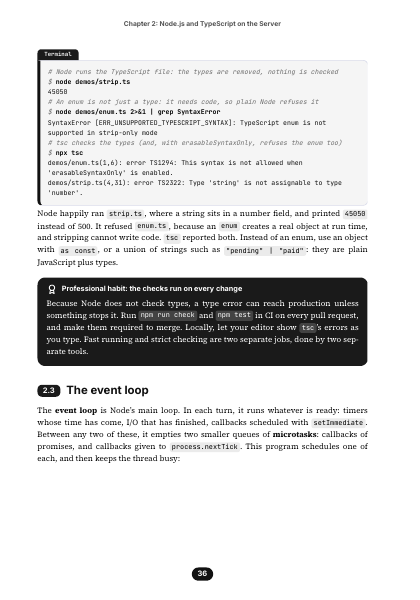 Chapter 2: Node.js and TypeScript on the Server
Terminal
# Node runs the TypeScript file: the types are removed, nothing is checked
$ node demos/strip.ts
45050
# An enum is not just a type: it needs code, so plain Node refuses it
$ node demos/enum.ts 2>&1 | grep SyntaxError
SyntaxError [ERR_UNSUPPORTED_TYPESCRIPT_SYNTAX]: TypeScript enum is not
supported in strip-only mode
# tsc checks the types (and, with erasableSyntaxOnly, refuses the enum too)
$ npx tsc
demos/enum.ts(1,6): error TS1294: This syntax is not allowed when
'erasableSyntaxOnly' is enabled.
demos/strip.ts(4,31): error TS2322: Type 'string' is not assignable to type
'number'.
Node happily ran strip.ts, where a string sits in a number field, and printed 45050
instead of 500. It refused enum.ts, because an enum creates a real object at run time,
and stripping cannot write code. tsc reported both. Instead of an enum, use an object
with as const, or a union of strings such as "pending" | "paid": they are plain
JavaScript plus types.
Professional habit: the checks run on every change
Because Node does not check types, a type error can reach production unless
something stops it. Run npm run check and npm test in CI on every pull request,
and make them required to merge. Locally, let your editor show tsc's errors as
you type. Fast running and strict checking are two separate jobs, done by two sep-
arate tools.
2.3 The event loop
The event loop is Node's main loop. In each turn, it runs whatever is ready: timers
whose time has come, I/O that has finished, callbacks scheduled with setImmediate.
Between any two of these, it empties two smaller queues of microtasks: callbacks of
promises, and callbacks given to process.nextTick. This program schedules one of
each, and then keeps the thread busy:
36